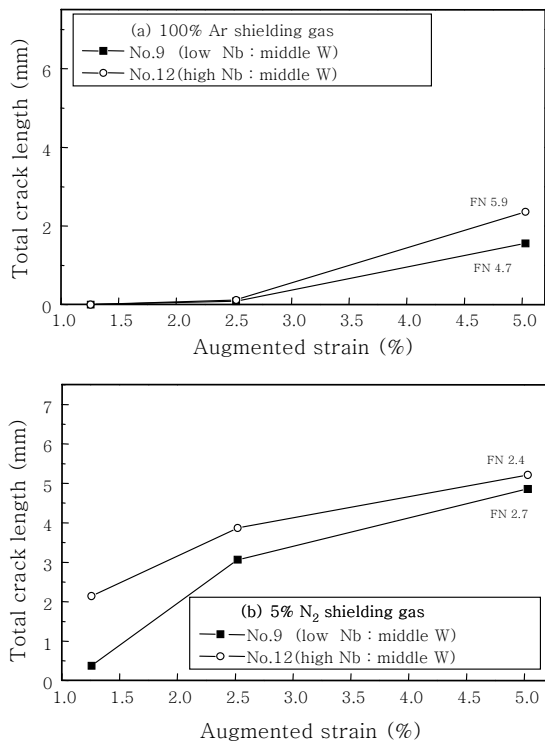 Total crack length (mm)
6
4
2
0
(a) 100% Ar shielding gas
No.9 (low Nb : middle W)
No.12(high Nb : middle W)
FN 5.9
FN 4.7
1.0 1.5 2.0 2.5 3.0 3.5 4.0 4.5 5.0
Augmented strain (%)
Total crack length (mm)
7
6
5
4
3
2
1
0
FN 2.4
FN 2.7
(b) 5% N₂ shielding gas
No.9 (low Nb : middle W)
No.12(high Nb : middle W)
1.0 1.5 2.0 2.5 3.0 3.5 4.0 4.5 5.0
Augmented strain (%)